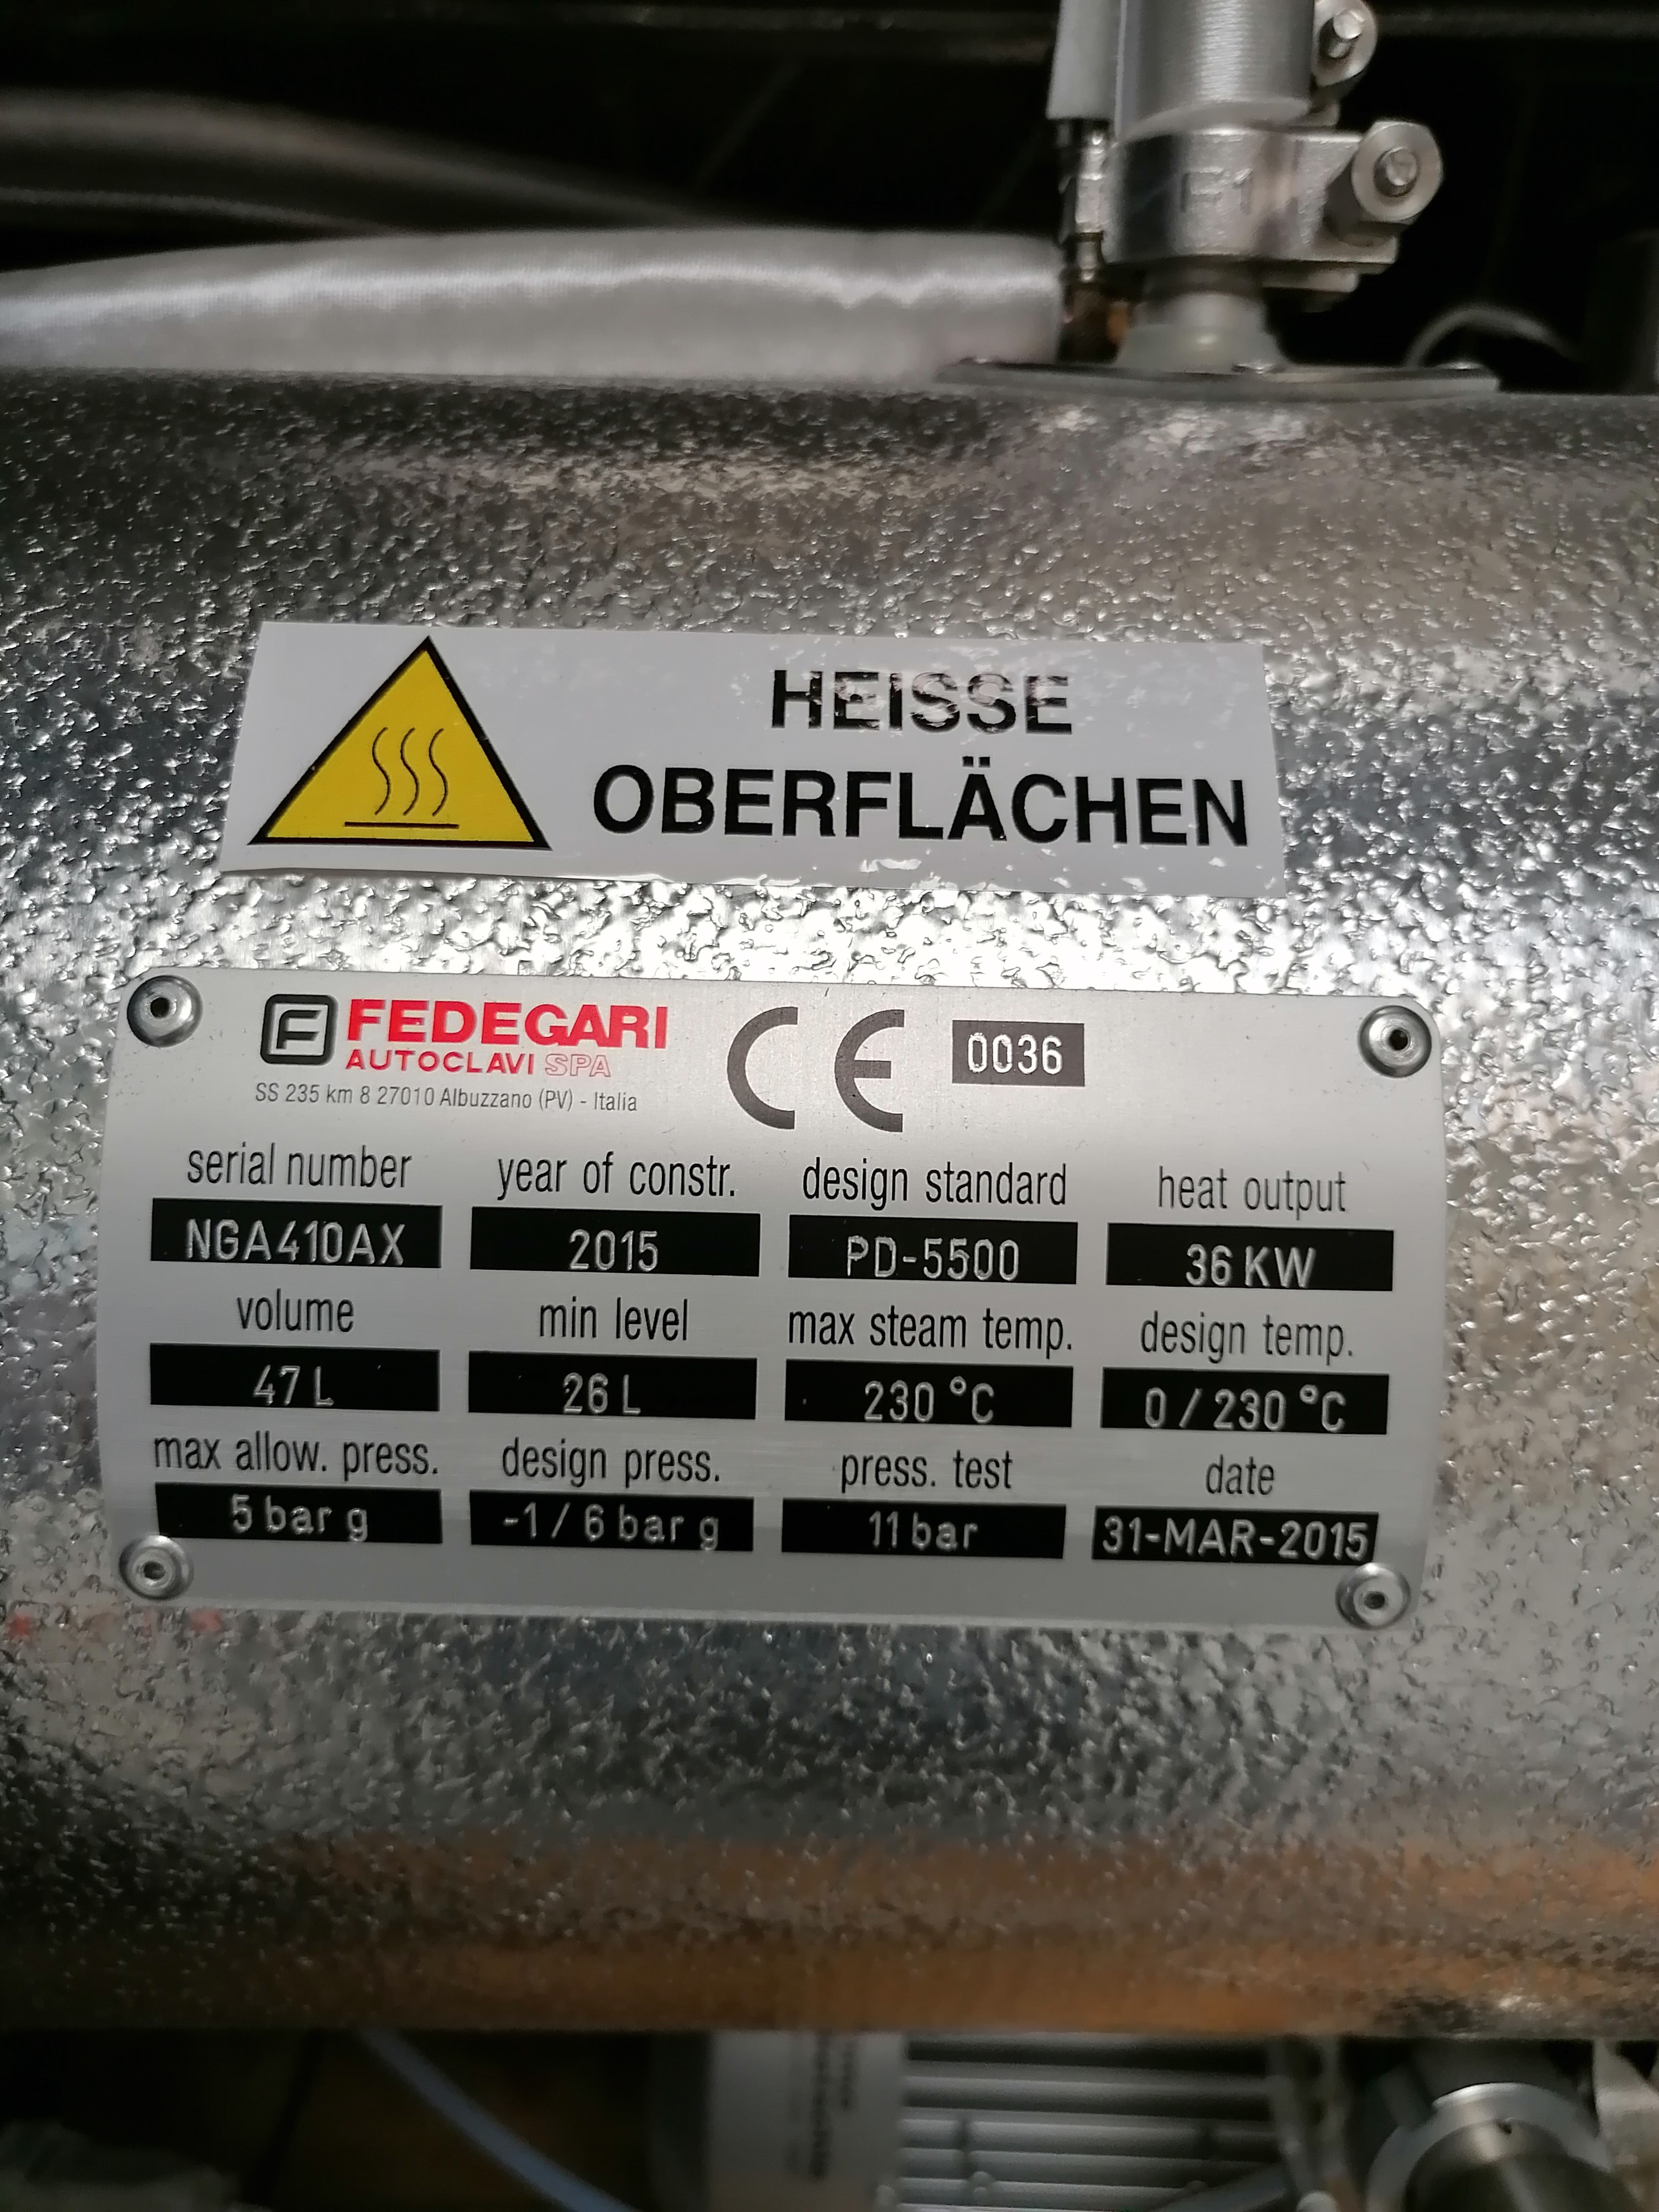 F1
HEISSE
OBERFLÄCHEN
F FEDEGARI
AUTOCLAVI SPA
SS 235 km 8 27010 Albuzzano (PV) - Italia
CE 0036
serial number year of constr. design standard heat output
NGA410AX 2015 PD-5500 36 KW
volume min level max steam temp. design temp.
47 L 26 L 230 °C 0 / 230 °C
max allow. press. design press. press. test date
5 bar g -1 / 6 bar g 11 bar 31-MAR-2015